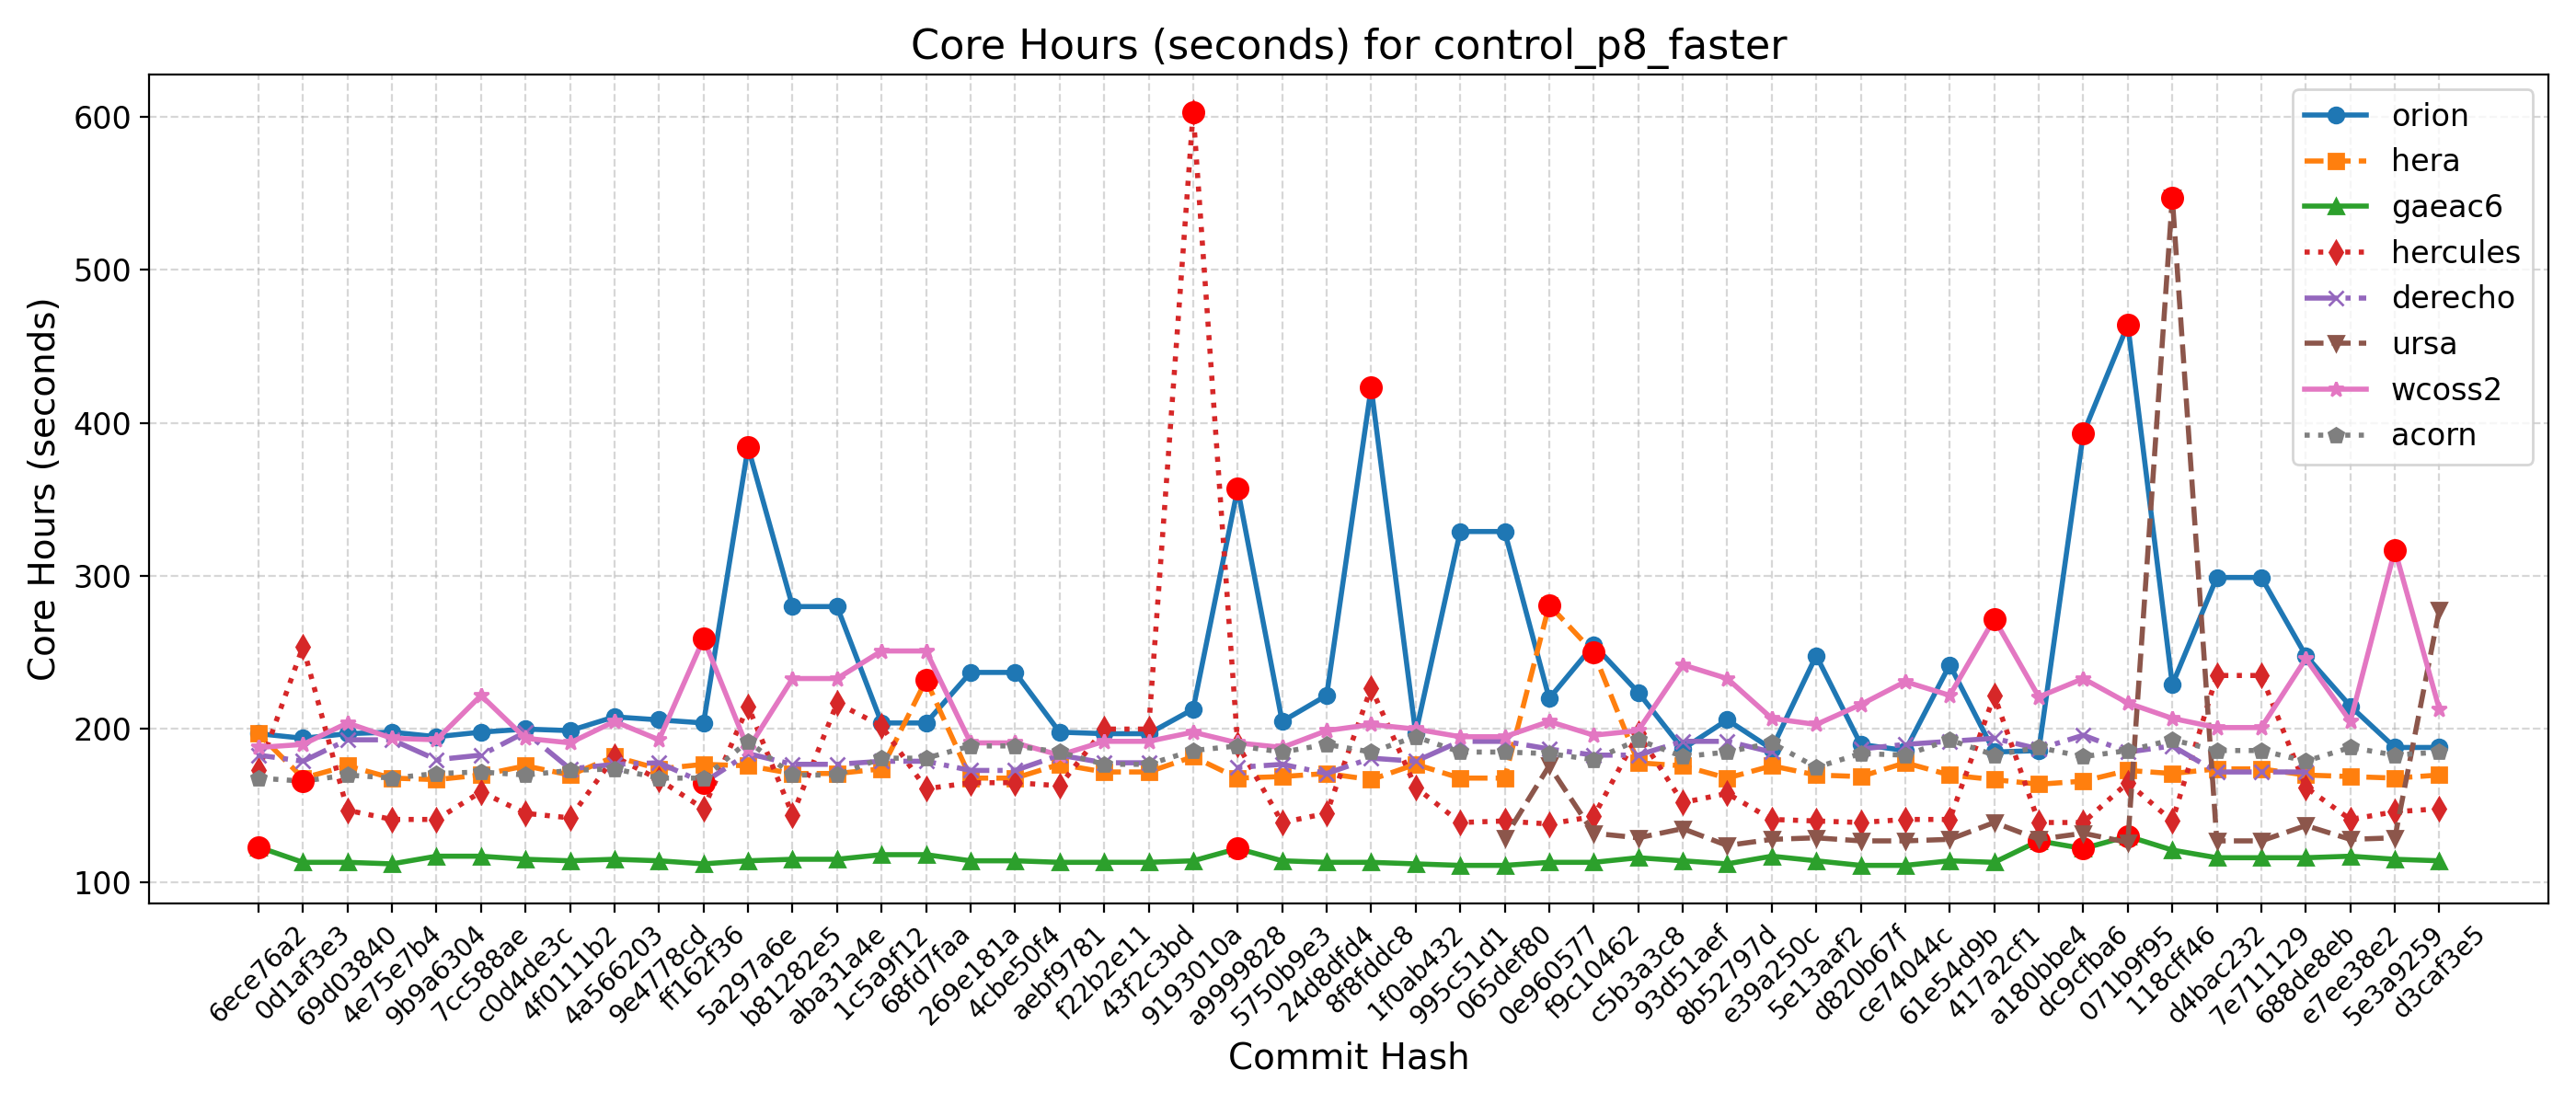 Core Hours (seconds) for control_p8_faster
Core Hours (seconds)
600
500
400
300
200
100
orion
hera
gaeac6
hercules
derecho
ursa
wcoss2
acorn
6ece76a2
0d1af3e3
69d03840
4e75e7b4
9b9a6304
7cc588ae
c0d4de3c
4f0111b2
4a566203
9e4778cd
ff162f36
5a297a6e
b81282e5
aba31a4e
1c5a9f12
68fd7faa
269e181a
4cbe50f4
aebf9781
f22b2e11
43f2c3bd
9193010a
a9999828
5750b9e3
24d8dfd4
8f8fddc8
1f0ab432
995c51d1
065def80
0e960577
f9c10462
c5b3a3c8
93d51aef
8b52797d
e39a250c
5e13aaf2
d820b67f
ce74044c
61e54d9b
417a2cf1
a180bbe4
dc9cfba6
071b9f95
118cff46
d4bac232
7e711129
688de8eb
e7ee38e2
5e3a9259
d3caf3e5
Commit Hash